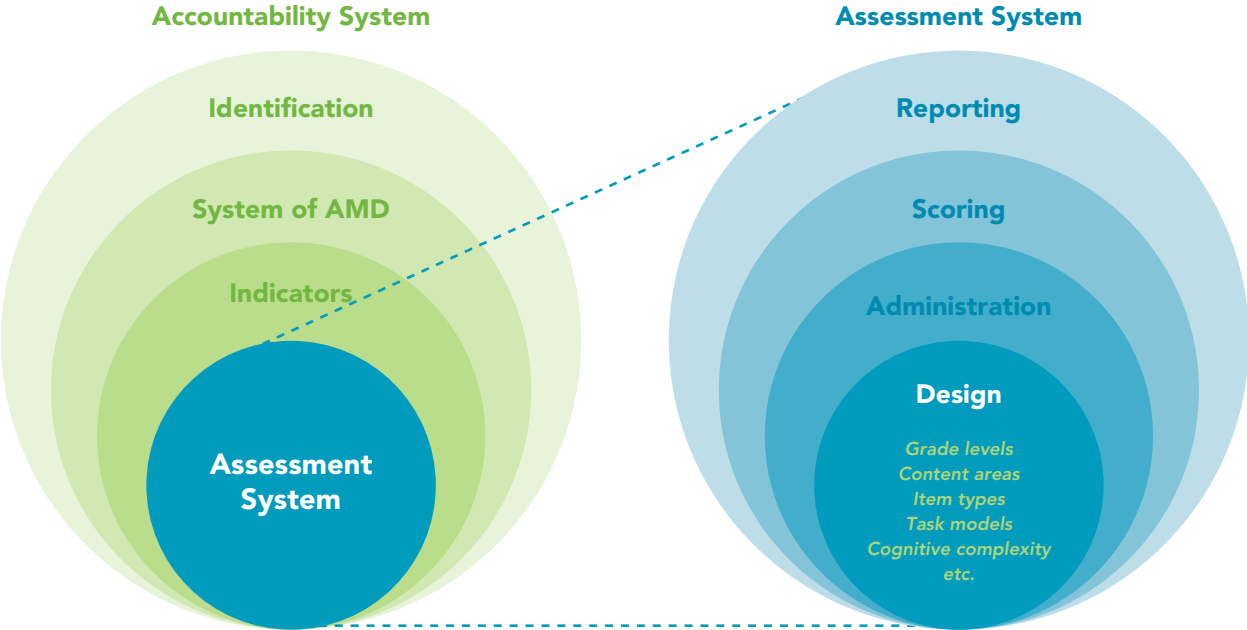 Accountability System
Identification
System of AMD
Indicators
Assessment
System
Assessment System
Reporting
Scoring
Administration
Design
Grade levels
Content areas
Item types
Task models
Cognitive complexity
etc.